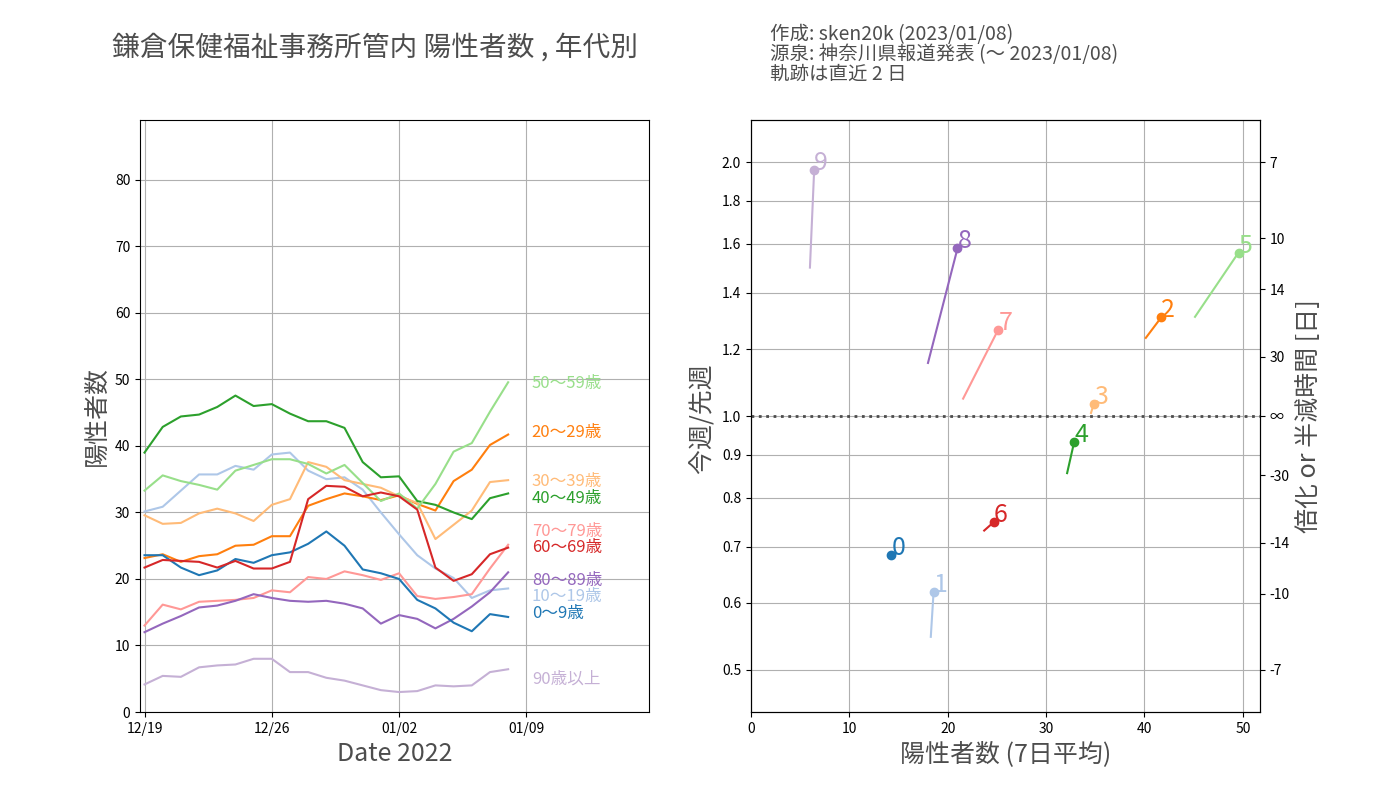 鎌倉保健福祉事務所管内 陽性者数 , 年代別
作成: sken20k (2023/01/08)
源泉: 神奈川県報道発表 (〜 2023/01/08)
軌跡は直近 2 日
陽性者数
80
70
60
50
40
30
20
10
0
12/19
12/26
01/02
01/09
Date 2022
50〜59歳
20〜29歳
30〜39歳
40〜49歳
70〜79歳
60〜69歳
80〜89歳
10〜19歳
0〜9歳
90歳以上
今週/先週
2.0
1.8
1.6
1.4
1.2
1.0
0.9
0.8
0.7
0.6
0.5
9
8
5
7
2
3
4
6
0
1
0
10
20
30
40
50
陽性者数 (7日平均)
7
10
14
30
∞
-30
-14
-10
-7
倍化 or 半減時間 [日]